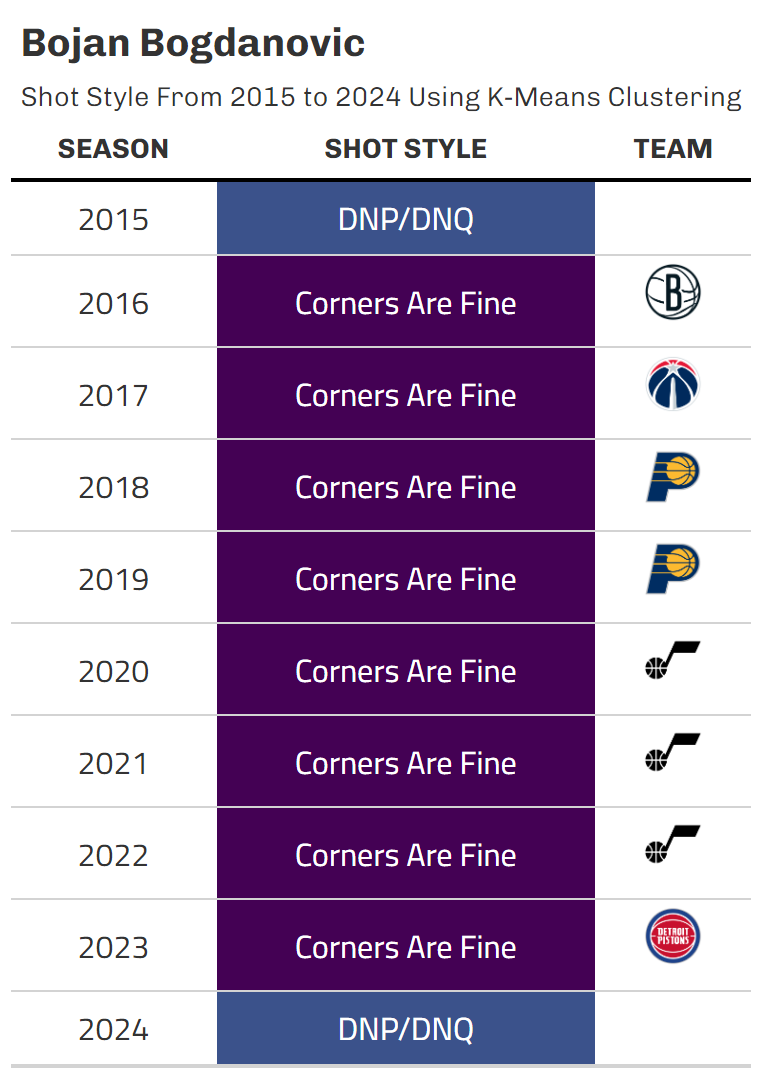 Bojan Bogdanovic
Shot Style From 2015 to 2024 Using K-Means Clustering
SEASON SHOT STYLE TEAM
2015 DNP/DNQ
2016 Corners Are Fine B
2017 Corners Are Fine
2018 Corners Are Fine
2019 Corners Are Fine
2020 Corners Are Fine
2021 Corners Are Fine
2022 Corners Are Fine
2023 Corners Are Fine DETROIT PISTONS
2024 DNP/DNQ